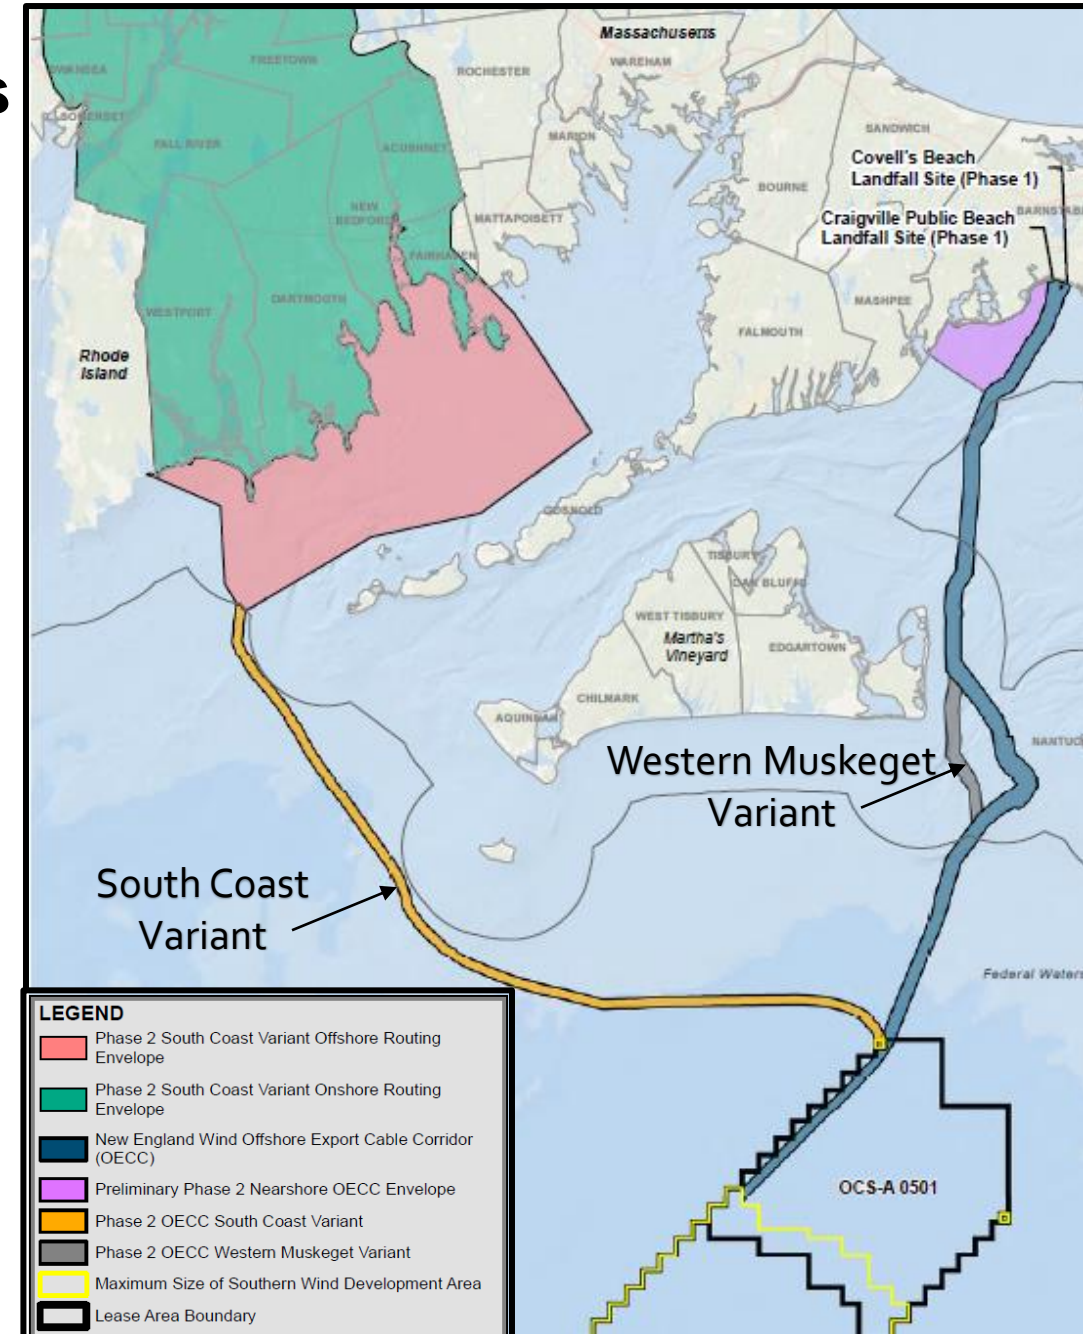 s
Massachusetts
WAREHAM
FREETOWN
ROCHESTER
SWANSEA
SOMERSET
MARION
SANDWICH
FALL RIVER
ACUSHNET
Covell's Beach
Landfall Site (Phase 1)
BOURNE
NEW
BEDFORD
MATTAPOISETT
Craigville Public Beach
Landfall Site (Phase 1)
FAIRHAVEN
DARTMOUTH
WESTPORT
MASHPEE
FALMOUTH
Rhode
Island
GOSNOLD
TISBURY
OAK BLUFFS
WEST TISBURY
Martha's
Vineyard
EDGARTOWN
CHILMARK
AQUINNAH
Western Muskeget
Variant
South Coast
Variant
LEGEND
Phase 2 South Coast Variant Offshore Routing
Envelope
Phase 2 South Coast Variant Onshore Routing
Envelope
New England Wind Offshore Export Cable Corridor
(OECC)
Preliminary Phase 2 Nearshore OECC Envelope
Phase 2 OECC South Coast Variant
Phase 2 OECC Western Muskeget Variant
Maximum Size of Southern Wind Development Area
Lease Area Boundary
Federal Waters
OCS-A 0501